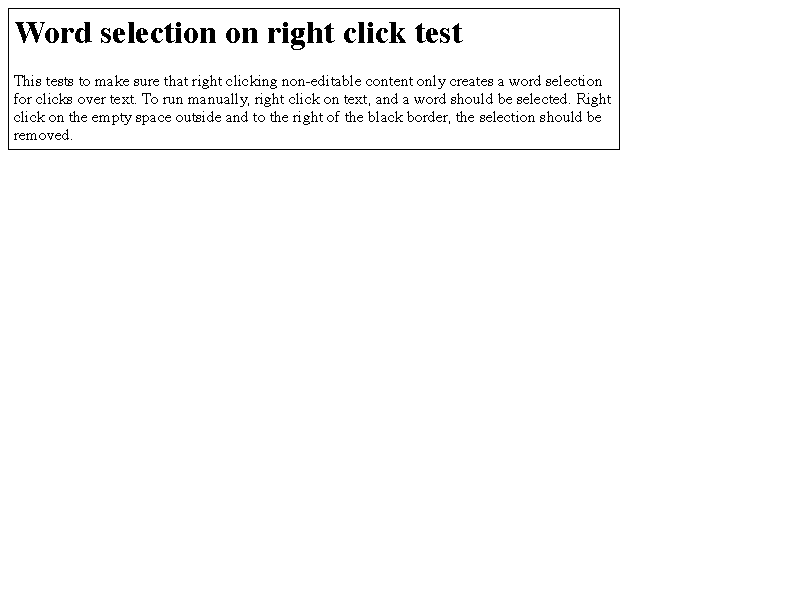 Word selection on right click test
This tests to make sure that right clicking non-editable content only creates a word selection
for clicks over text. To run manually, right click on text, and a word should be selected. Right
click on the empty space outside and to the right of the black border, the selection should be
removed.